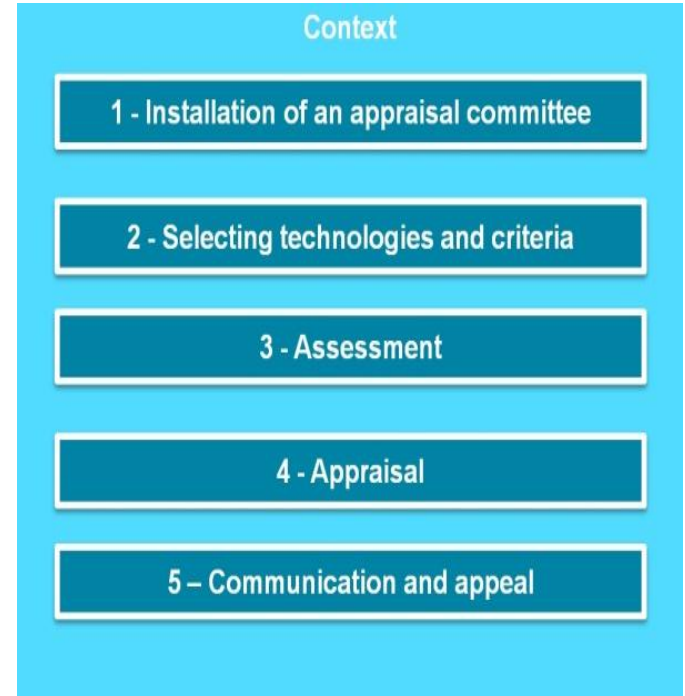 Context
1 - Installation of an appraisal committee
2 - Selecting technologies and criteria
3 - Assessment
4 - Appraisal
5 – Communication and appeal